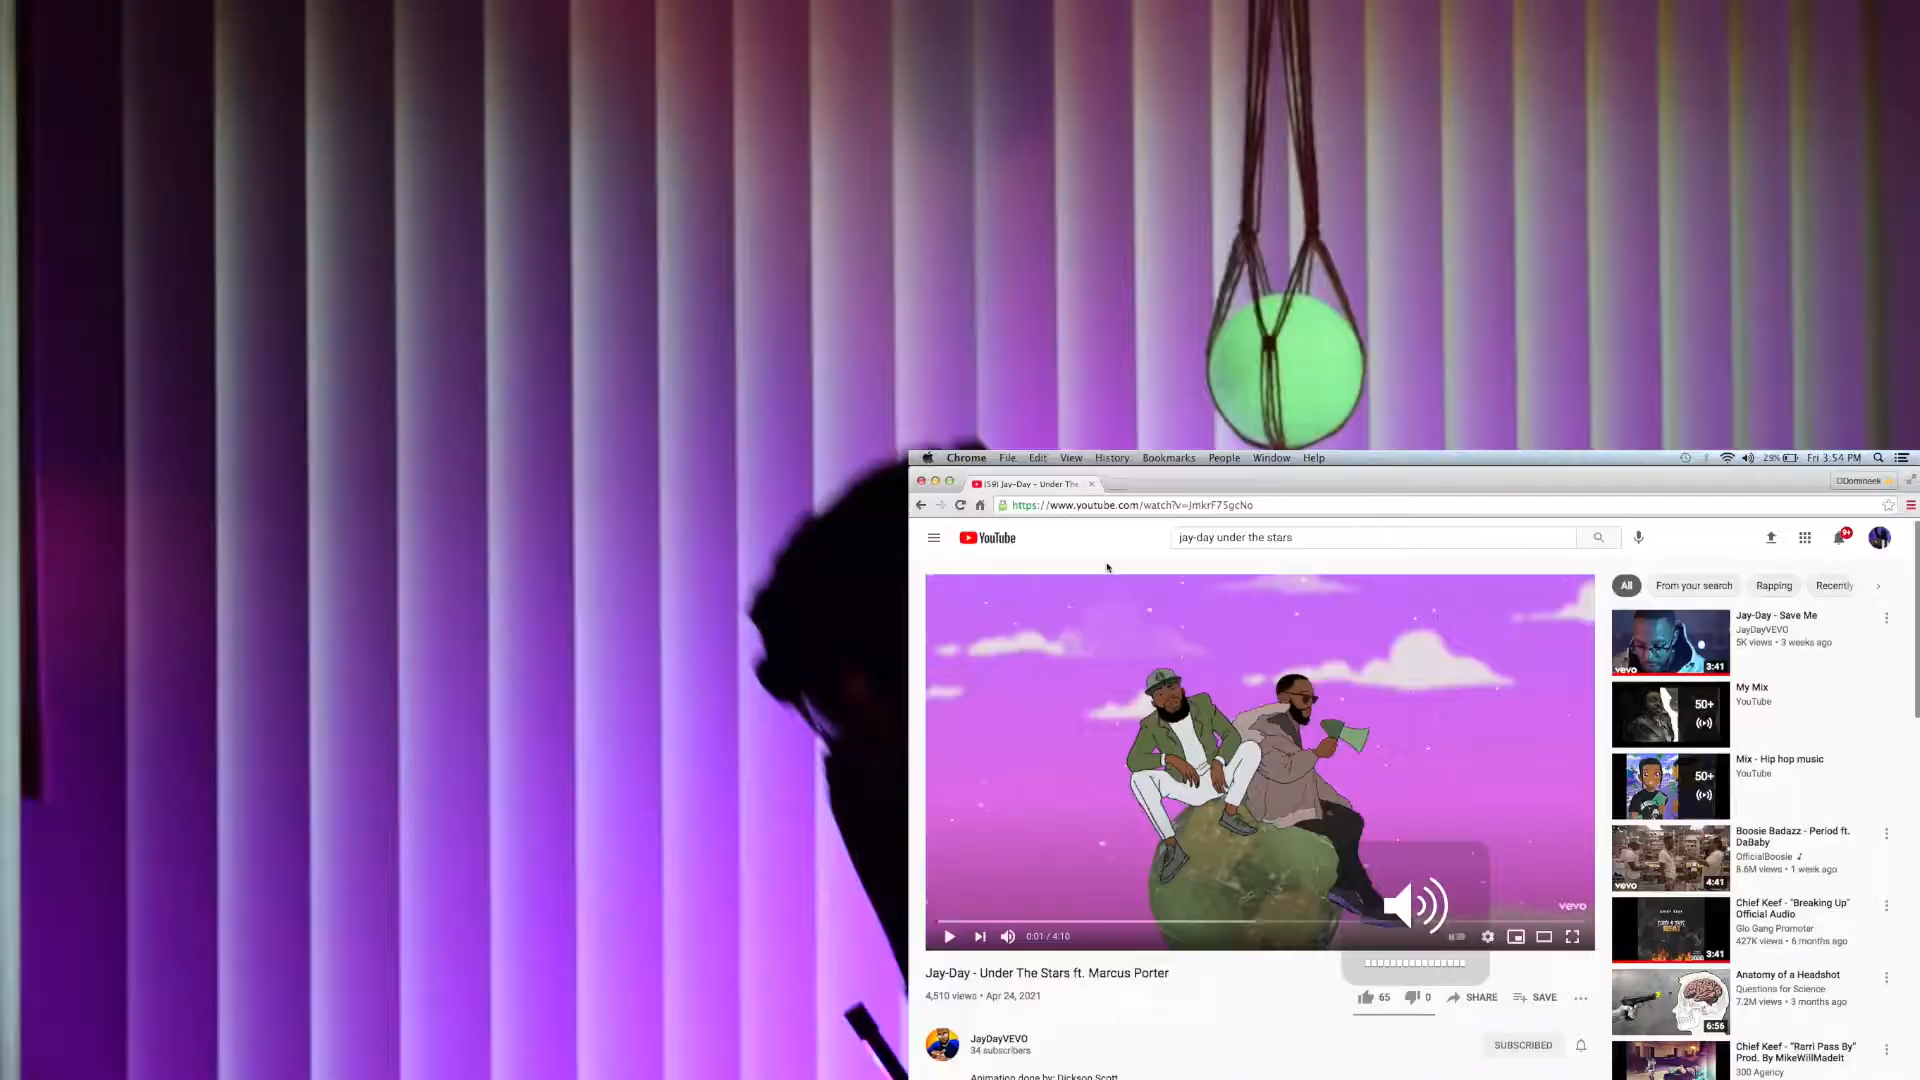 Chrome File Edit View History Bookmarks People Window Help 29% Fri 3:54 PM
(59) Jay-Day - Under The
DDomineek
https://www.youtube.com/watch?v=JmkrF75gcNo
YouTube
jay-day under the stars
9+
All From your search Rapping Recently
Jay-Day - Save Me
JayDayVEVO
5K views • 3 weeks ago
vevo 3:41
My Mix
YouTube
50+
Mix - Hip hop music
YouTube
50+
Boosie Badazz - Period ft.
DaBaby
OfficialBoosie
8.6M views • 1 week ago
vevo 4:41
Chief Keef - "Breaking Up"
Official Audio
Glo Gang Promoter
427K views • 6 months ago
3:41
Anatomy of a Headshot
Questions for Science
7.2M views • 3 months ago
6:56
Chief Keef - "Rarri Pass By"
Prod. By MikeWillMadeIt
300 Agency
vevo
0:01 / 4:10
Jay-Day - Under The Stars ft. Marcus Porter
4,510 views • Apr 24, 2021
65 0 SHARE SAVE
JayDayVEVO
34 subscribers
SUBSCRIBED
Animation done by: Dickson Scott